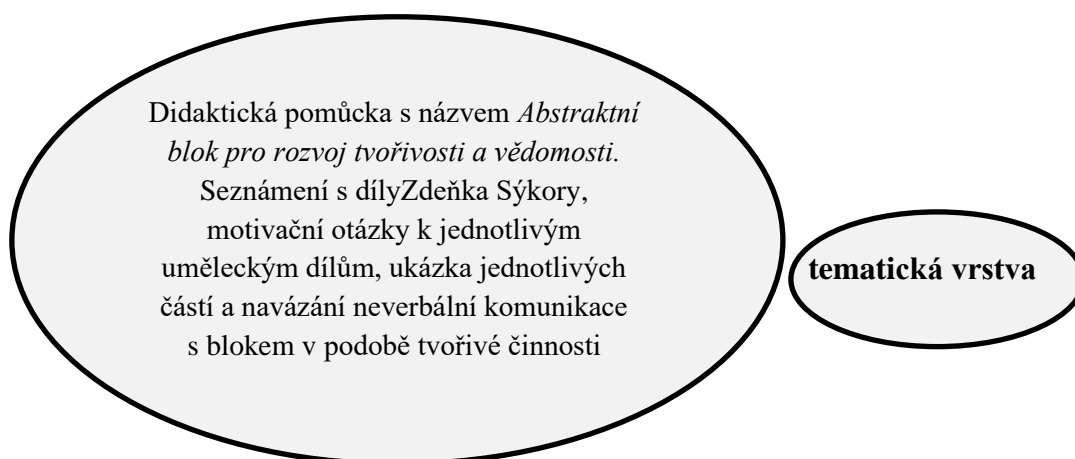 Didaktická pomůcka s názvem Abstraktní
blok pro rozvoj tvořivosti a vědomosti.
Seznámení s dílyZdeňka Sýkory,
motivační otázky k jednotlivým
uměleckým dílům, ukázka jednotlivých
částí a navázání neverbální komunikace
s blokem v podobě tvořivé činnosti
tematická vrstva